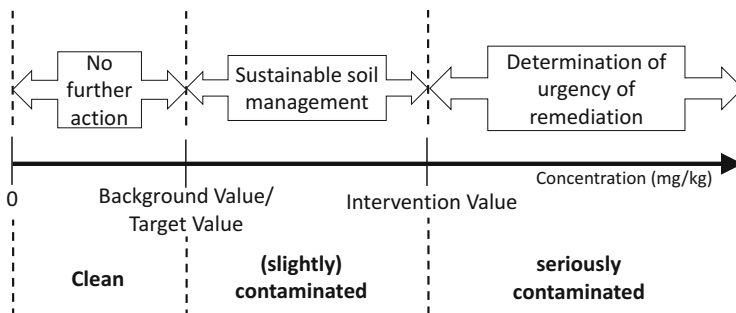 No
further
action
Sustainable soil
management
Determination of
urgency of
remediation
Concentration (mg/kg)
0
Background Value/
Target Value
Intervention Value
Clean
(slightly)
contaminated
seriously
contaminated